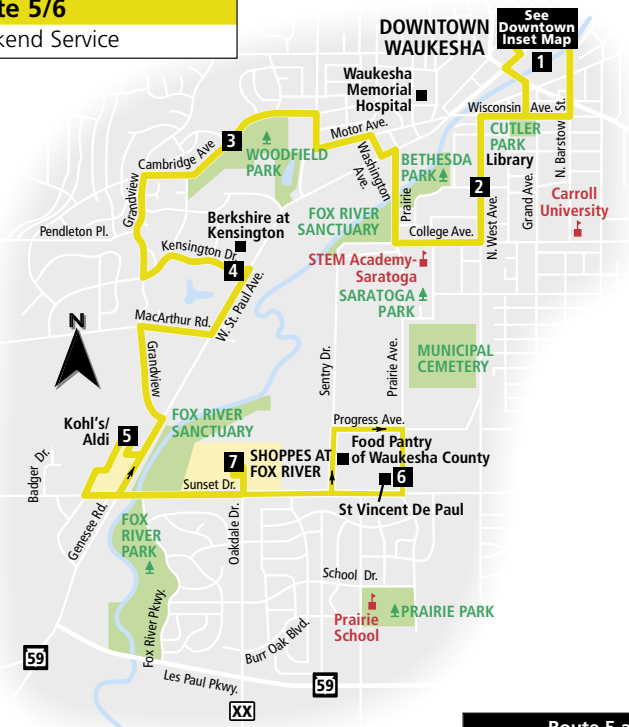 te 5/6
kend Service
See
Downtown
Inset Map
DOWNTOWN
WAUKESHA
1
Waukesha
Memorial
Hospital
Wisconsin Ave.
N. Barstow St.
Motor Ave.
CUTLER
PARK
Library
3
WOODFIELD
PARK
Cambridge Ave
Washington
Ave.
BETHESDA
PARK
2
Grandview
Prairie
Grand Ave.
Carroll
University
Berkshire at
Kensington
FOX RIVER
SANCTUARY
N. West Ave.
Pendleton Pl.
College Ave.
Kensington Dr.
4
STEM Academy-
Saratoga
W. St. Paul Ave.
SARATOGA
PARK
N
MacArthur Rd.
Grandview
Sentry Dr.
Prairie Ave.
MUNICIPAL
CEMETERY
Kohl's/
Aldi
5
FOX RIVER
SANCTUARY
Progress Ave.
7
SHOPPES AT
FOX RIVER
Food Pantry
of Waukesha County
6
Badger Dr.
Sunset Dr.
St Vincent De Paul
Genesee Rd.
FOX
RIVER
PARK
Oakdale Dr.
School Dr.
Prairie
School
PRAIRIE PARK
Fox River Pkwy.
Burr Oak Blvd.
59
Les Paul Pkwy.
59
XX